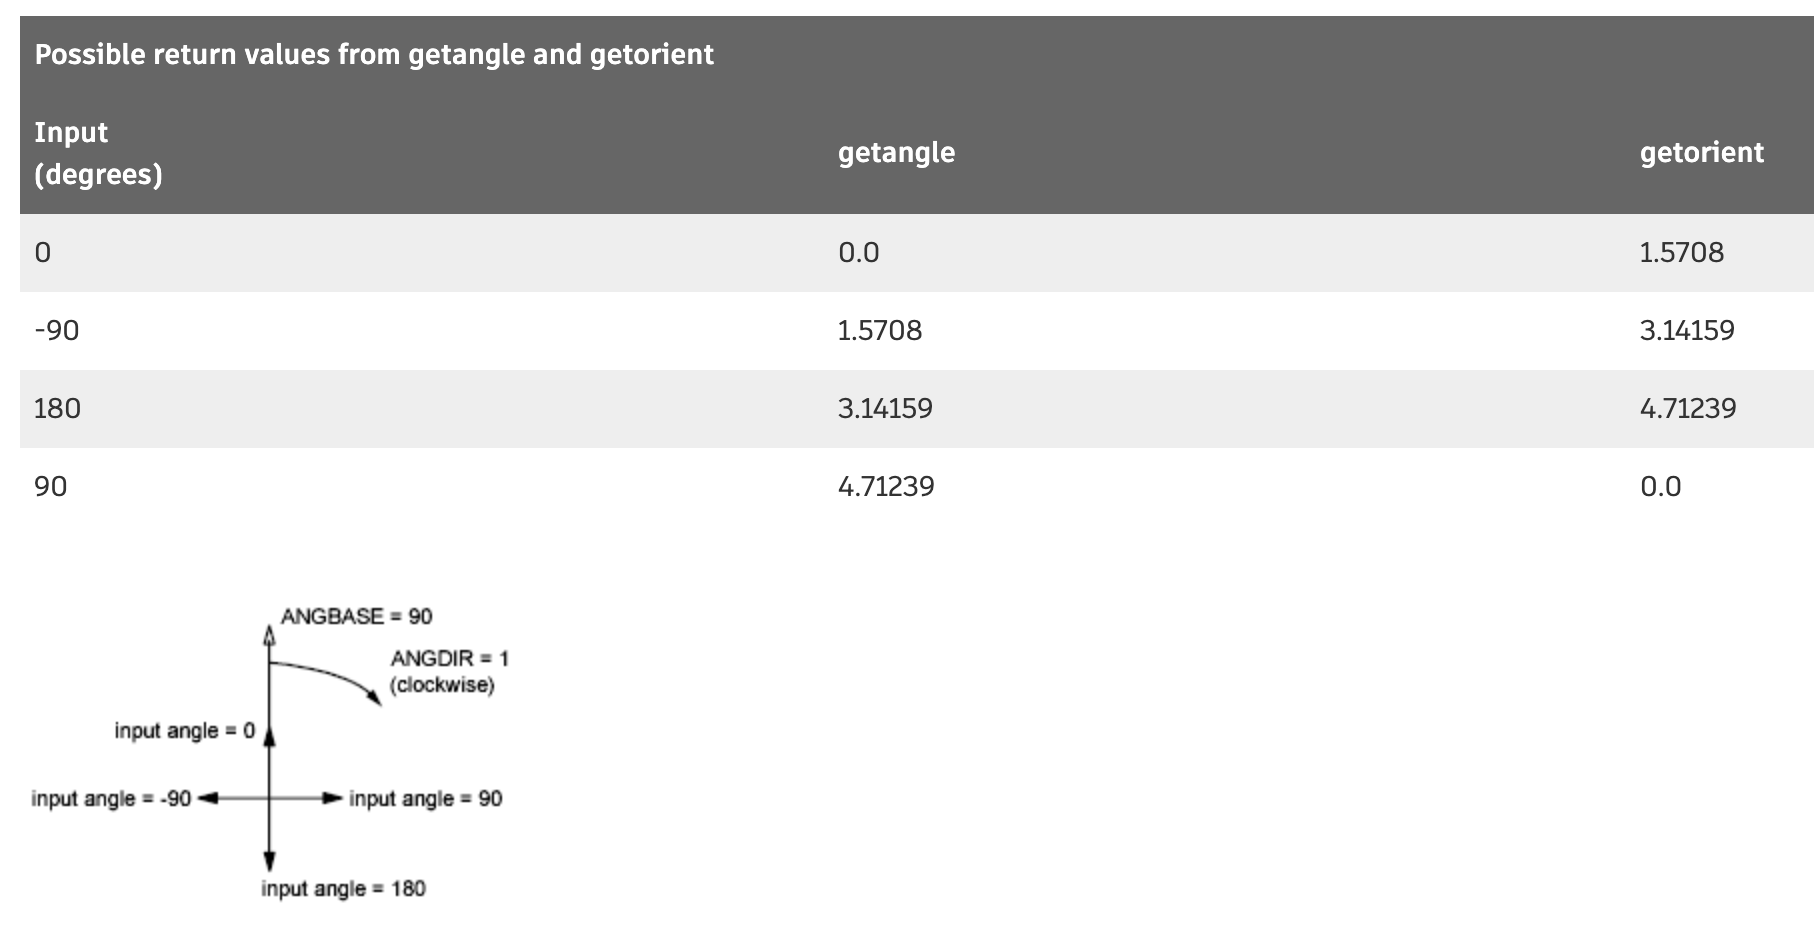 Possible return values from getangle and getorient
Input
(degrees)
getangle
getorient
0 0.0 1.5708
-90 1.5708 3.14159
180 3.14159 4.71239
90 4.71239 0.0
ANGBASE = 90
ANGDIR = 1
(clockwise)
input angle = 0
input angle = -90
input angle = 90
input angle = 180